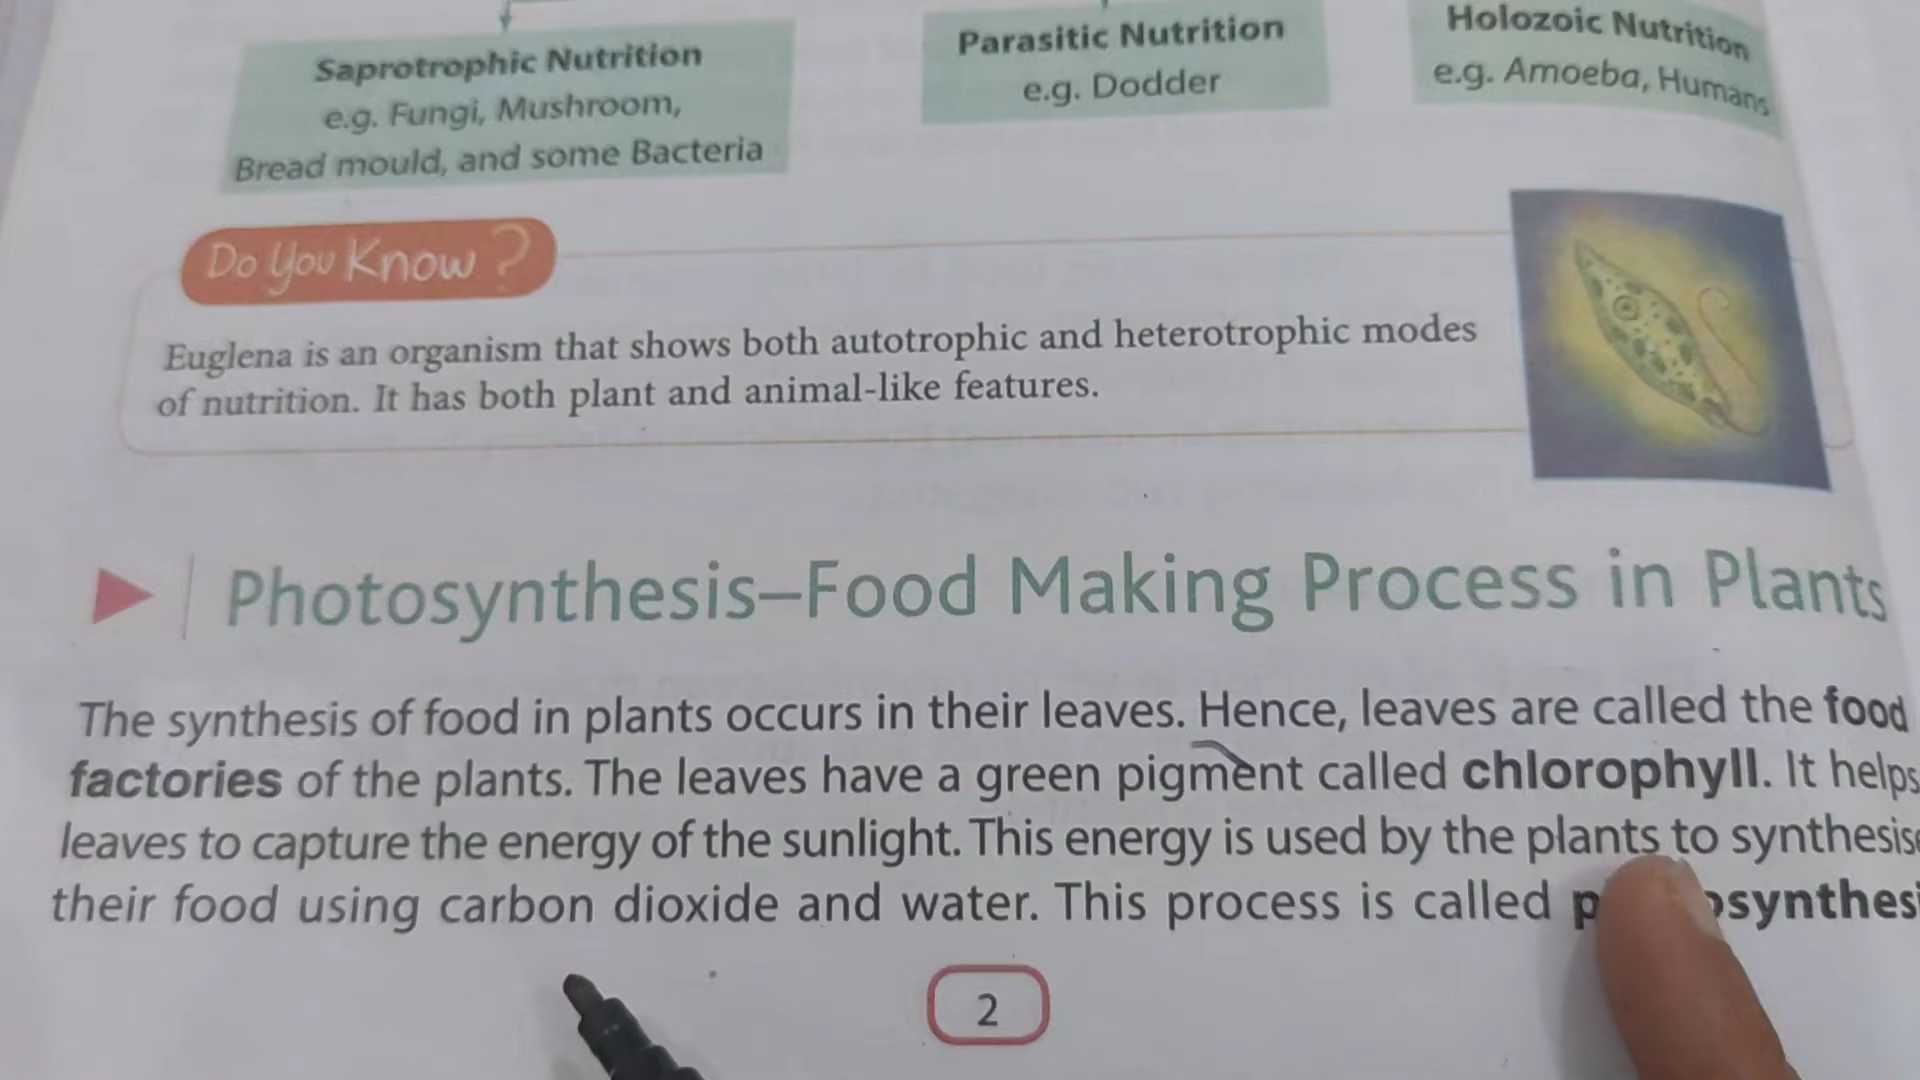 Saprotrophic Nutrition
e.g. Fungi, Mushroom,
Bread mould, and some Bacteria
Parasitic Nutrition
e.g. Dodder
Holozoic Nutrition
e.g. Amoeba, Humans
Do You Know?
Euglena is an organism that shows both autotrophic and heterotrophic modes
of nutrition. It has both plant and animal-like features.
Photosynthesis–Food Making Process in Plants
The synthesis of food in plants occurs in their leaves. Hence, leaves are called the food
factories of the plants. The leaves have a green pigment called chlorophyll. It helps
leaves to capture the energy of the sunlight. This energy is used by the plants to synthesise
their food using carbon dioxide and water. This process is called
2